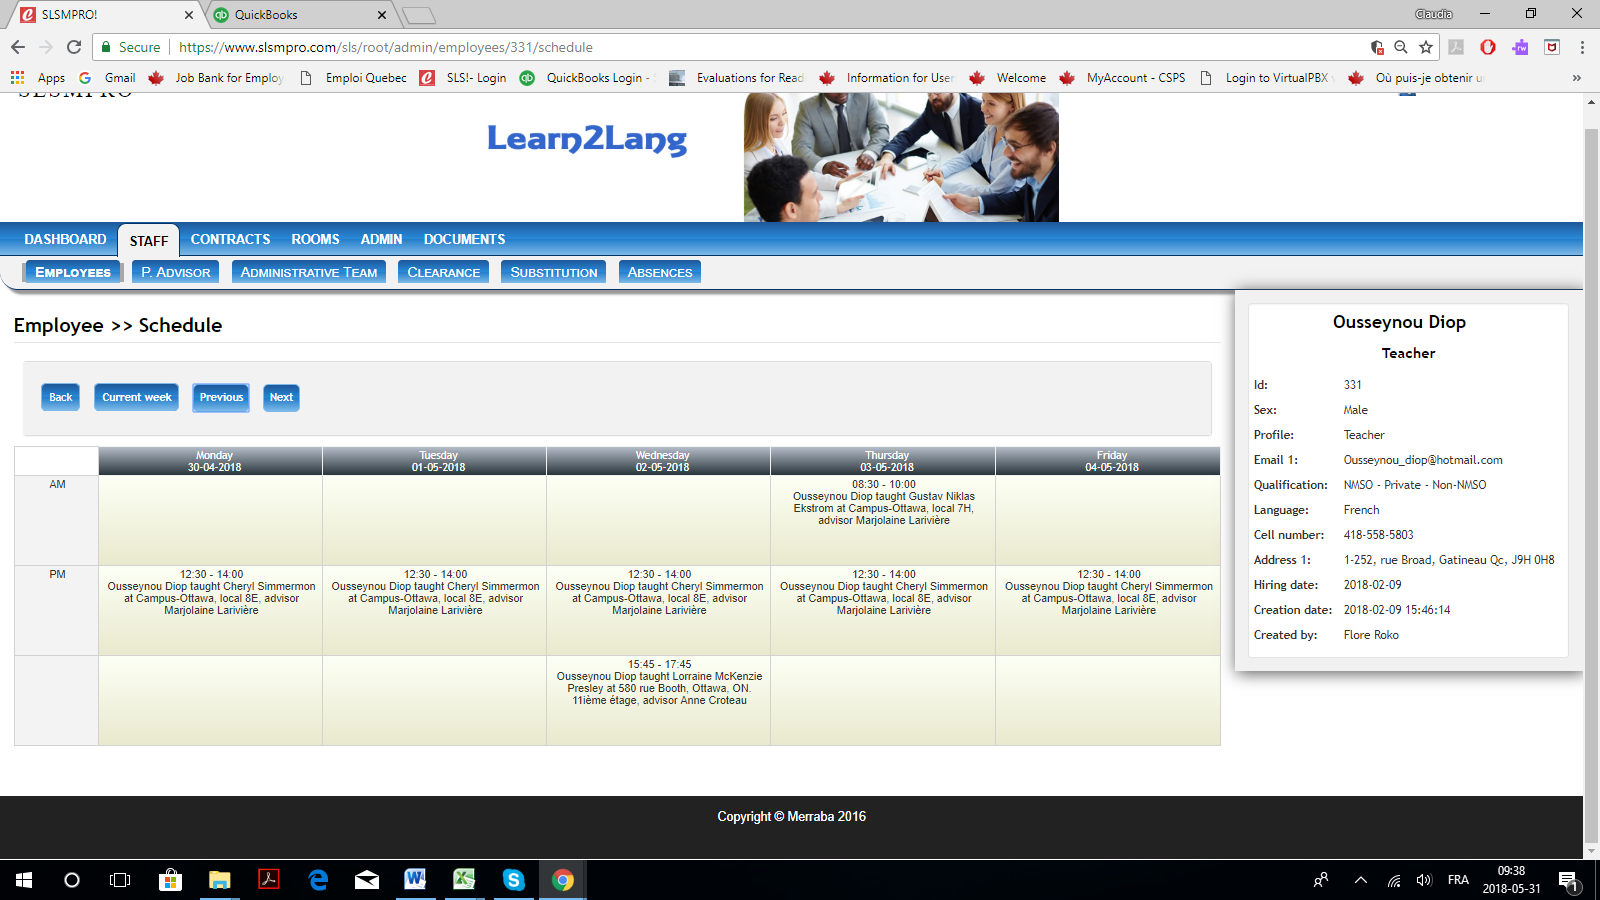 SLSMPRO!
QuickBooks
Claudia
Secure
https://www.slsmpro.com/sls/root/admin/employees/331/schedule
Apps
Gmail
Job Bank for Employ
Emploi Quebec
SLS!- Login
QuickBooks Login -
Evaluations for Read
Information for User
Welcome
MyAccount - CSPS
Login to VirtualPBX
Où puis-je obtenir u
»
SLSMPRO
Learn2Lang
DASHBOARD
STAFF
CONTRACTS
ROOMS
ADMIN
DOCUMENTS
EMPLOYEES
P. ADVISOR
ADMINISTRATIVE TEAM
CLEARANCE
SUBSTITUTION
ABSENCES
Employee >> Schedule
Back
Current week
Previous
Next
Monday
30-04-2018
Tuesday
01-05-2018
Wednesday
02-05-2018
Thursday
03-05-2018
Friday
04-05-2018
AM
08:30 - 10:00
Ousseynou Diop taught Gustav Niklas
Ekstrom at Campus-Ottawa, local 7H,
advisor Marjolaine Larivière
PM
12:30 - 14:00
Ousseynou Diop taught Cheryl Simmermon
at Campus-Ottawa, local 8E, advisor
Marjolaine Larivière
12:30 - 14:00
Ousseynou Diop taught Cheryl Simmermon
at Campus-Ottawa, local 8E, advisor
Marjolaine Larivière
12:30 - 14:00
Ousseynou Diop taught Cheryl Simmermon
at Campus-Ottawa, local 8E, advisor
Marjolaine Larivière
12:30 - 14:00
Ousseynou Diop taught Cheryl Simmermon
at Campus-Ottawa, local 8E, advisor
Marjolaine Larivière
12:30 - 14:00
Ousseynou Diop taught Cheryl Simmermon
at Campus-Ottawa, local 8E, advisor
Marjolaine Larivière
15:45 - 17:45
Ousseynou Diop taught Lorraine McKenzie
Presley at 580 rue Booth, Ottawa, ON.
11ième étage, advisor Anne Croteau
Ousseynou Diop
Teacher
Id: 331
Sex: Male
Profile: Teacher
Email 1: Ousseynou_diop@hotmail.com
Qualification: NMSO - Private - Non-NMSO
Language: French
Cell number: 418-558-5803
Address 1: 1-252, rue Broad, Gatineau Qc, J9H 0H8
Hiring date: 2018-02-09
Creation date: 2018-02-09 15:46:14
Created by: Flore Roko
Copyright © Merraba 2016
FRA
09:38
2018-05-31
1